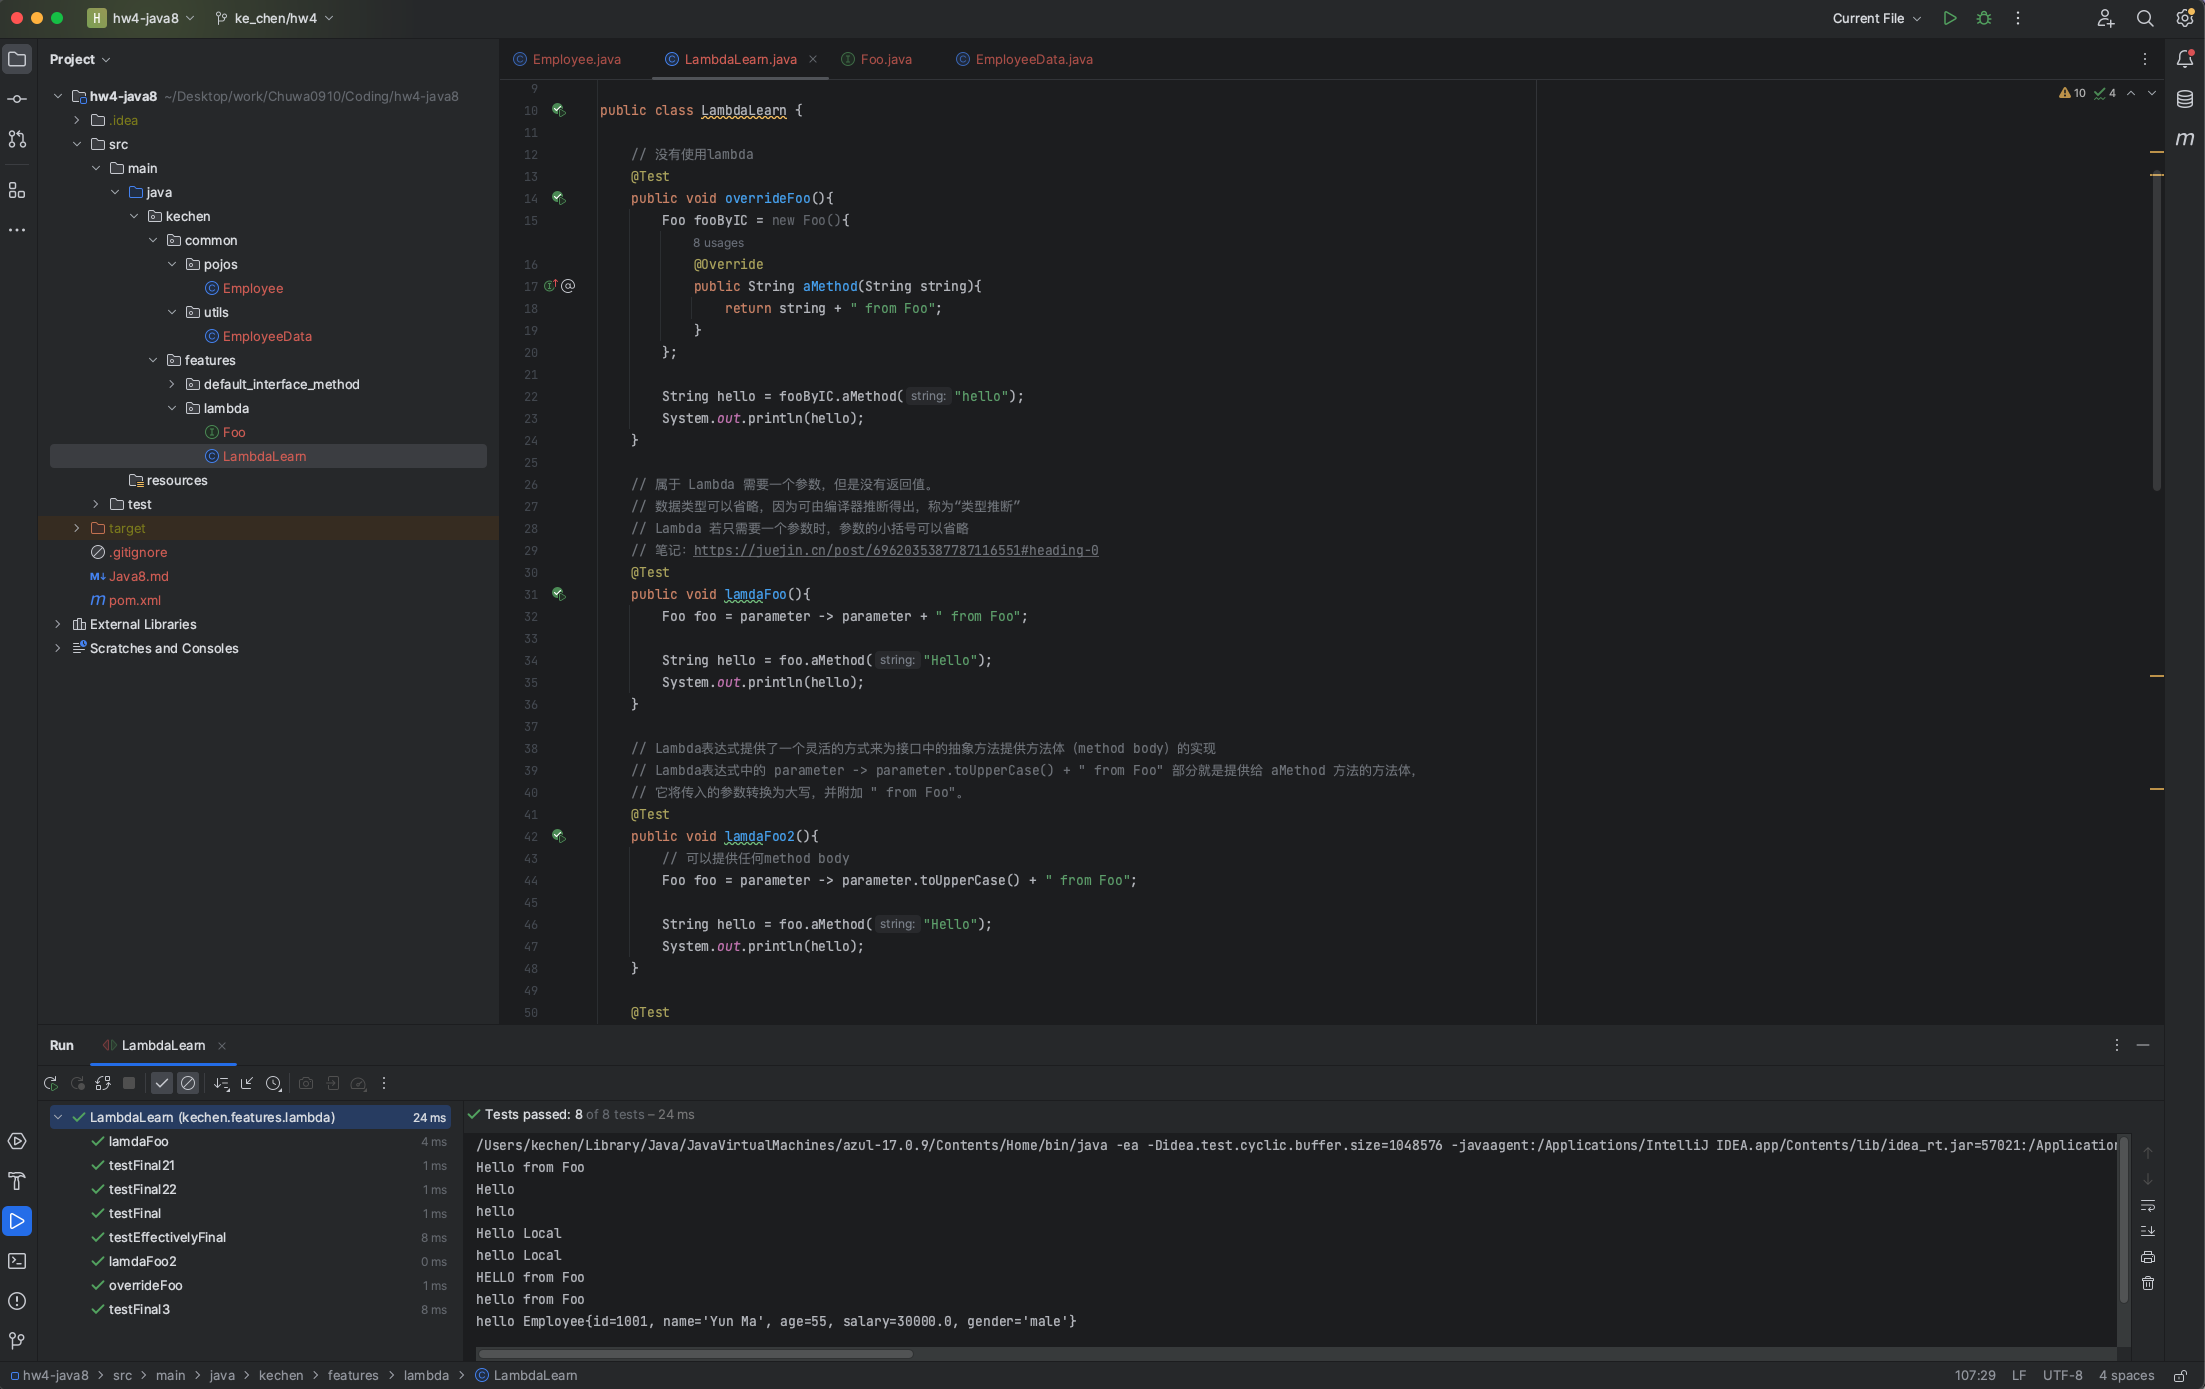 H hw4-java8 ke_chen/hw4 Current File
Project
Employee.java LambdaLearn.java Foo.java EmployeeData.java
hw4-java8 ~/Desktop/work/Chuwa0910/Coding/hw4-java8
.idea
src
main
java
kechen
common
pojos
Employee
utils
EmployeeData
features
default_interface_method
lambda
Foo
LambdaLearn
resources
test
target
.gitignore
M↓ Java8.md
m pom.xml
External Libraries
Scratches and Consoles
10 4
m
9
10 public class LambdaLearn {
11
12 // 没有使用lambda
13 @Test
14 public void overrideFoo(){
15 Foo fooByIC = new Foo(){
8 usages
16 @Override
17 public String aMethod(String string){
18 return string + " from Foo";
19 }
20 };
21
22 String hello = fooByIC.aMethod( string: "hello");
23 System.out.println(hello);
24 }
25
26 // 属于 Lambda 需要一个参数，但是没有返回值。
27 // 数据类型可以省略，因为可由编译器推断得出，称为“类型推断”
28 // Lambda 若只需要一个参数时，参数的小括号可以省略
29 // 笔记：https://juejin.cn/post/6962035387787116551#heading-0
30 @Test
31 public void lamdaFoo(){
32 Foo foo = parameter -> parameter + " from Foo";
33
34 String hello = foo.aMethod( string: "Hello");
35 System.out.println(hello);
36 }
37
38 // Lambda表达式提供了一个灵活的方式来为接口中的抽象方法提供方法体（method body）的实现
39 // Lambda表达式中的 parameter -> parameter.toUpperCase() + " from Foo" 部分就是提供给 aMethod 方法的方法体，
40 // 它将传入的参数转换为大写，并附加 " from Foo"。
41 @Test
42 public void lamdaFoo2(){
43 // 可以提供任何method body
44 Foo foo = parameter -> parameter.toUpperCase() + " from Foo";
45
46 String hello = foo.aMethod( string: "Hello");
47 System.out.println(hello);
48 }
49
50 @Test
Run LambdaLearn
LambdaLearn (kechen.features.lambda) 24 ms
lamdaFoo 4 ms
testFinal21 1 ms
testFinal22 1 ms
testFinal 1 ms
testEffectivelyFinal 8 ms
lamdaFoo2 0 ms
overrideFoo 1 ms
testFinal3 8 ms
Tests passed: 8 of 8 tests – 24 ms
/Users/kechen/Library/Java/JavaVirtualMachines/azul-17.0.9/Contents/Home/bin/java -ea -Didea.test.cyclic.buffer.size=1048576 -javaagent:/Applications/IntelliJ IDEA.app/Contents/lib/idea_rt.jar=57021:/Application
Hello from Foo
Hello
hello
Hello Local
hello Local
HELLO from Foo
hello from Foo
hello Employee{id=1001, name='Yun Ma', age=55, salary=30000.0, gender='male'}
hw4-java8 > src > main > java > kechen > features > lambda > LambdaLearn
107:29 LF UTF-8 4 spaces